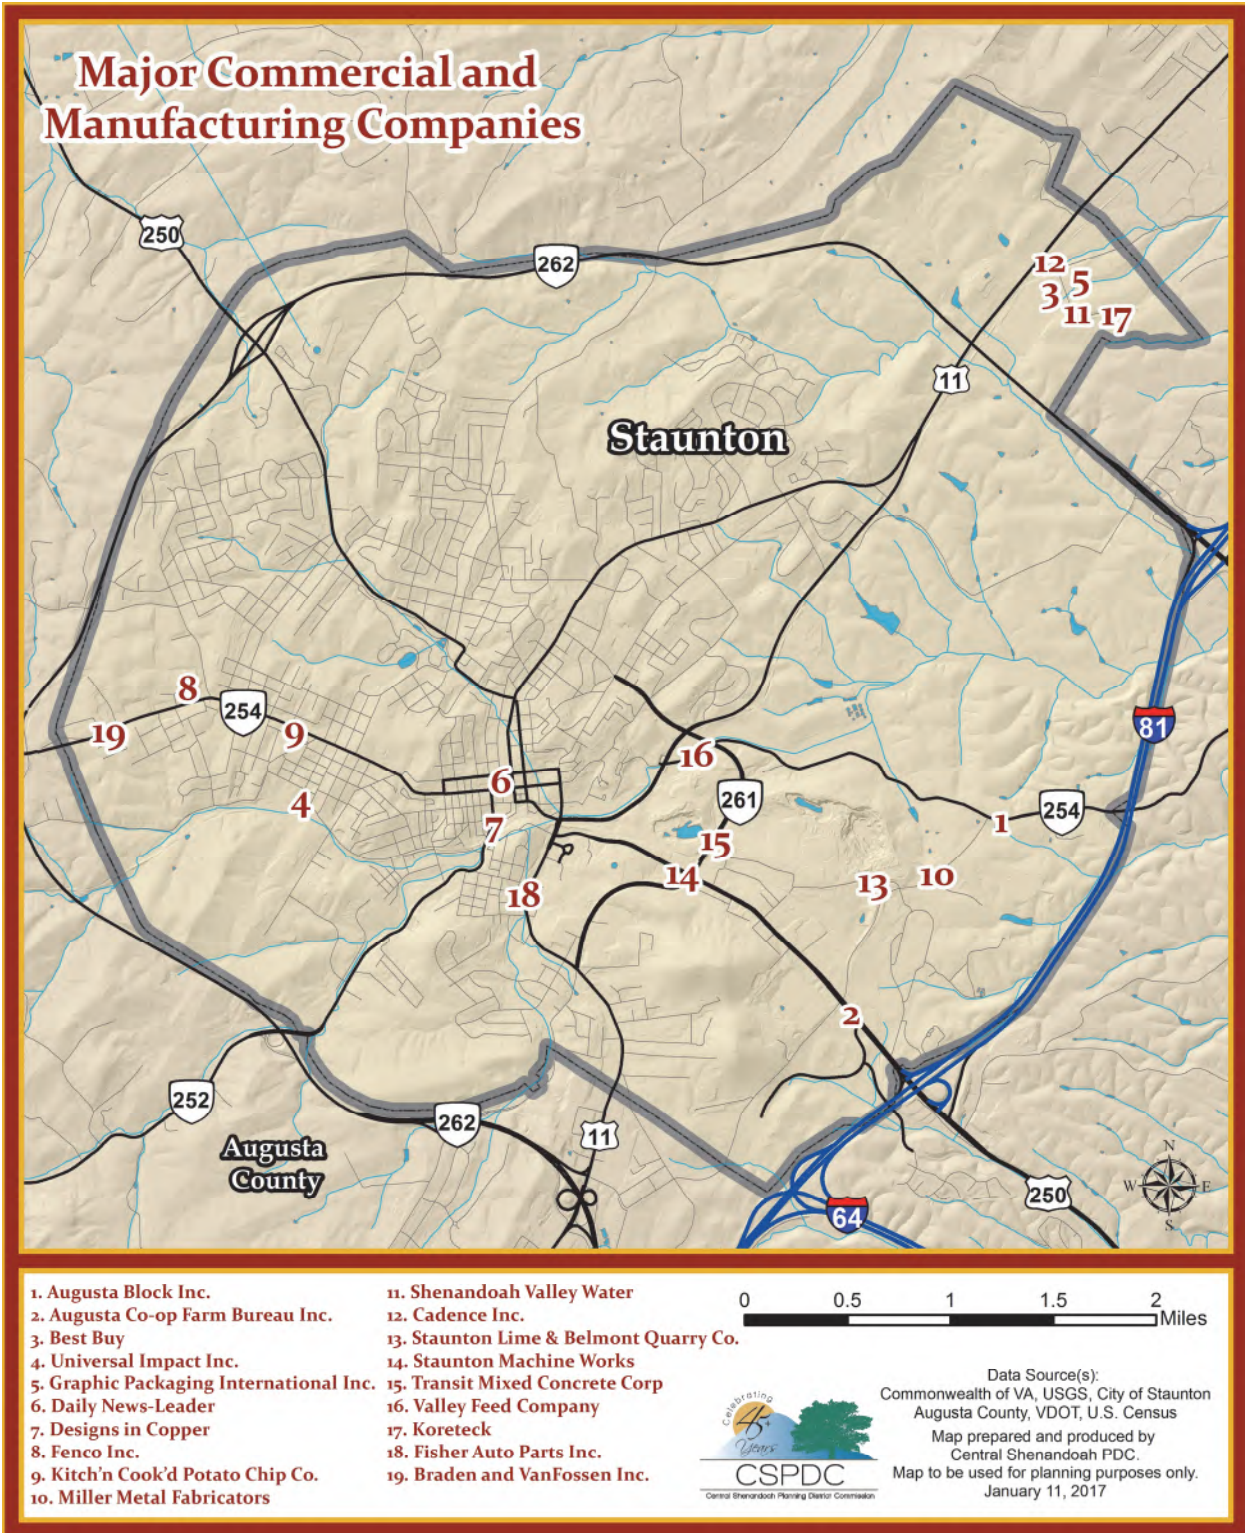 Major Commercial and
Manufacturing Companies
250
262
12
5
3
11
17
11
Staunton
81
8
254
19
9
16
6
4
261
254
7
1
15
14
10
13
18
2
252
262
11
Augusta
County
N
W E
S
250
64
1. Augusta Block Inc.
2. Augusta Co-op Farm Bureau Inc.
3. Best Buy
4. Universal Impact Inc.
5. Graphic Packaging International Inc.
6. Daily News-Leader
7. Designs in Copper
8. Fenco Inc.
9. Kitch'n Cook'd Potato Chip Co.
10. Miller Metal Fabricators
11. Shenandoah Valley Water
12. Cadence Inc.
13. Staunton Lime & Belmont Quarry Co.
14. Staunton Machine Works
15. Transit Mixed Concrete Corp
16. Valley Feed Company
17. Koreteck
18. Fisher Auto Parts Inc.
19. Braden and VanFossen Inc.
0 0.5 1 1.5 2
Miles
Celebrating
45+
Years
CSPDC
Central Shenandoah Planning District Commission
Data Source(s):
Commonwealth of VA, USGS, City of Staunton
Augusta County, VDOT, U.S. Census
Map prepared and produced by
Central Shenandoah PDC.
Map to be used for planning purposes only.
January 11, 2017